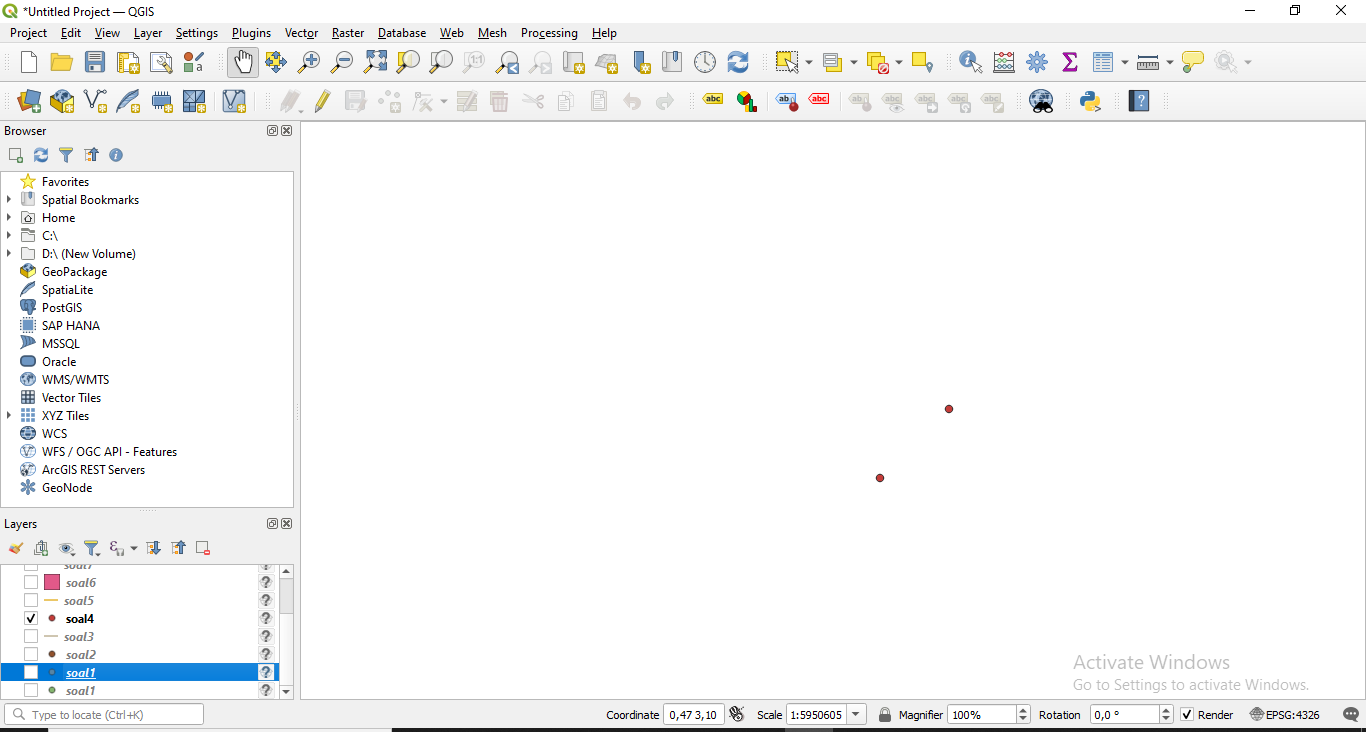 *Untitled Project — QGIS
Project Edit View Layer Settings Plugins Vector Raster Database Web Mesh Processing Help
Browser
Favorites
Spatial Bookmarks
Home
C:\
D:\ (New Volume)
GeoPackage
SpatiaLite
PostGIS
SAP HANA
MSSQL
Oracle
WMS/WMTS
Vector Tiles
XYZ Tiles
WCS
WFS / OGC API - Features
ArcGIS REST Servers
GeoNode
Layers
soal7
soal6
soal5
soal4
soal3
soal2
soal1
soal1
Activate Windows
Go to Settings to activate Windows.
Type to locate (Ctrl+K) Coordinate 0,47 3,10 Scale 1:5950605 Magnifier 100% Rotation 0,0 ° Render EPSG:4326